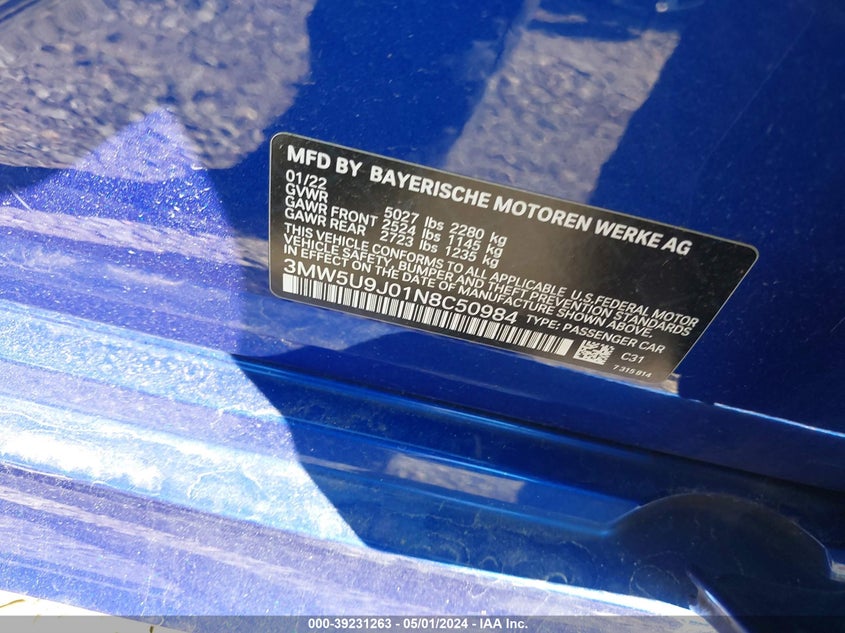 MFD BY BAYERISCHE MOTOREN WERKE AG
01/22
GVWR 5027 lbs 2280 kg
GAWR FRONT 2524 lbs 1145 kg
GAWR REAR 2723 lbs 1235 kg
THIS VEHICLE CONFORMS TO ALL APPLICABLE U.S.FEDERAL MOTOR
VEHICLE SAFETY, BUMPER AND THEFT PREVENTION STANDARDS
IN EFFECT ON THE DATE OF MANUFACTURE SHOWN ABOVE.
3MW5U9J01N8C50984 TYPE: PASSENGER CAR
C31
7 315 814
000-39231263 - 05/01/2024 - IAAI Inc.